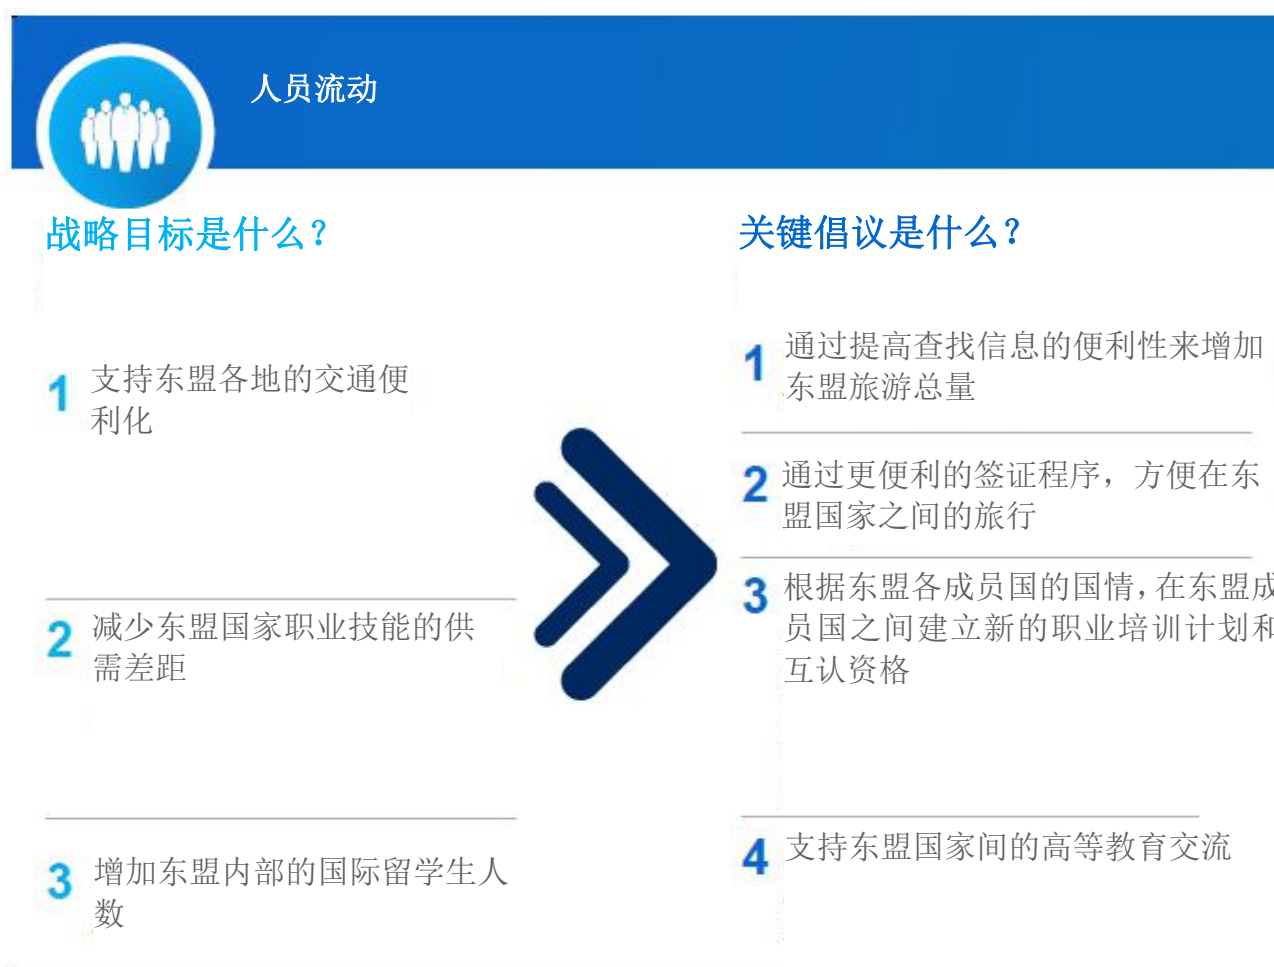 人员流动
战略目标是什么？
1 支持东盟各地的交通便
利化
2 减少东盟国家职业技能的供
需差距
3 增加东盟内部的国际留学生人
数
关键倡议是什么？
1 通过提高查找信息的便利性来增加
东盟旅游总量
2 通过更便利的签证程序，方便在东
盟国家之间的旅行
3 根据东盟各成员国的国情，在东盟成
员国之间建立新的职业培训计划和
互认资格
4 支持东盟国家间的高等教育交流